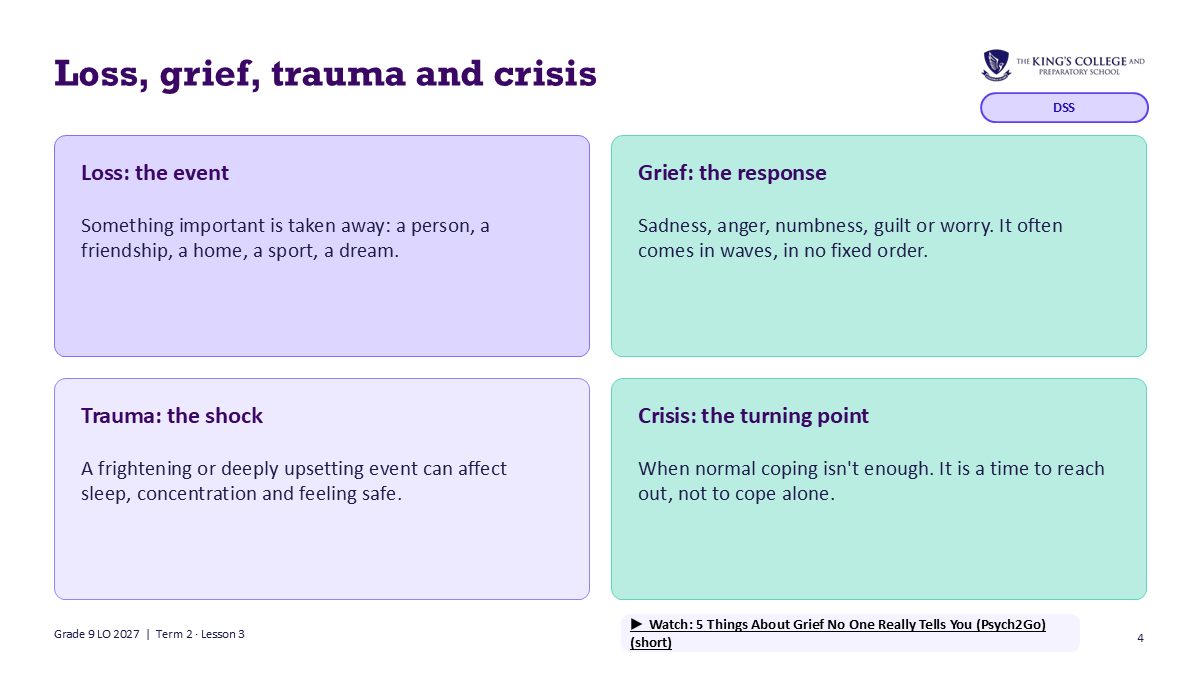 Loss, grief, trauma and crisis
THE KING'S COLLEGE AND
PREPARATORY SCHOOL
DSS
Loss: the event
Something important is taken away: a person, a
friendship, a home, a sport, a dream.
Grief: the response
Sadness, anger, numbness, guilt or worry. It often
comes in waves, in no fixed order.
Trauma: the shock
A frightening or deeply upsetting event can affect
sleep, concentration and feeling safe.
Crisis: the turning point
When normal coping isn't enough. It is a time to reach
out, not to cope alone.
Grade 9 LO 2027 | Term 2 · Lesson 3
▶ Watch: 5 Things About Grief No One Really Tells You (Psych2Go)
(short)
4